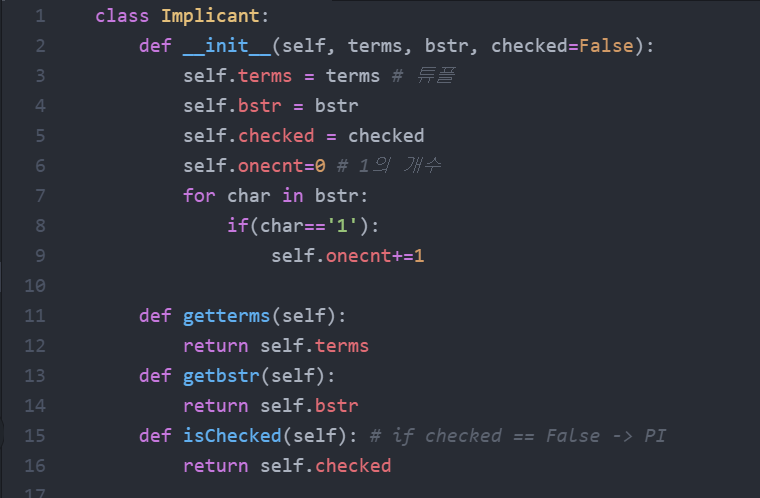 1 class Implicant:
2 def __init__(self, terms, bstr, checked=False):
3 self.terms = terms # 튜플
4 self.bstr = bstr
5 self.checked = checked
6 self.onecnt=0 # 1의 개수
7 for char in bstr:
8 if(char=='1'):
9 self.onecnt+=1
10
11 def getterms(self):
12 return self.terms
13 def getbstr(self):
14 return self.bstr
15 def isChecked(self): # if checked == False -> PI
16 return self.checked
17